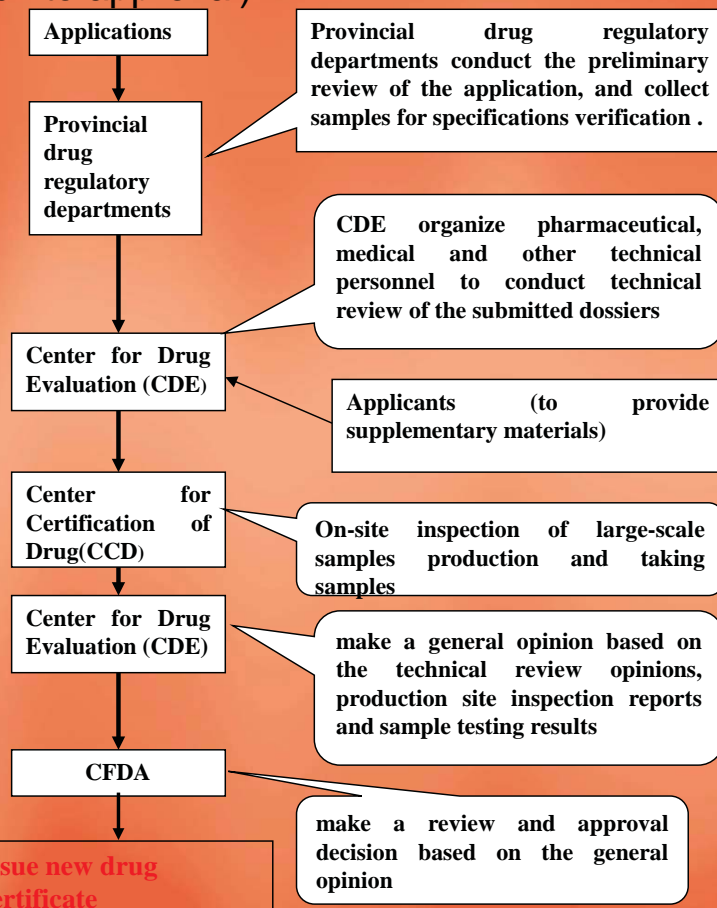 Applications
Provincial drug regulatory
departments conduct the preliminary
review of the application, and collect
samples for specifications verification .
Provincial
drug
regulatory
departments
CDE organize pharmaceutical,
medical and other technical
personnel to conduct technical
review of the submitted dossiers
Center for Drug
Evaluation (CDE)
Applicants (to provide
supplementary materials)
Center for
Certification of
Drug(CCD)
On-site inspection of large-scale
samples production and taking
samples
Center for Drug
Evaluation (CDE)
make a general opinion based on
the technical review opinions,
production site inspection reports
and sample testing results
CFDA
make a review and approval
decision based on the general
opinion
sue new drug
ertificate